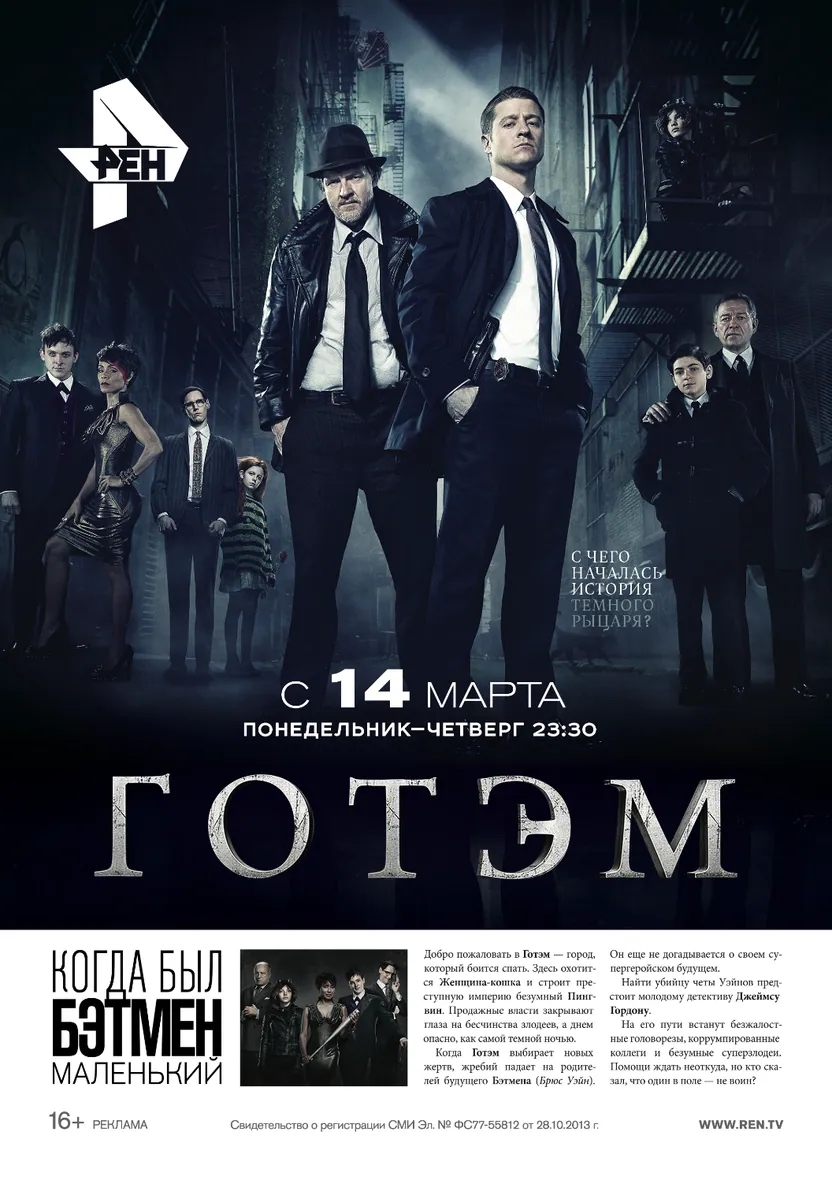 РЕН
С ЧЕГО
НАЧАЛАСЬ
ИСТОРИЯ
ТЕМНОГО
РЫЦАРЯ?
С 14 МАРТА
ПОНЕДЕЛЬНИК–ЧЕТВЕРГ 23:30
ГОТЭМ
КОГДА БЫЛ
БЭТМЕН
МАЛЕНЬКИЙ
Добро пожаловать в Готэм — город,
который боится спать. Здесь охотит-
ся Женщина-кошка и строит пре-
ступную империю безумный Пинг-
вин. Продажные власти закрывают
глаза на бесчинства злодеев, а днем
опасно, как самой темной ночью.
Когда Готэм выбирает новых
жертв, жребий падает на родите-
лей будущего Бэтмена (Брюс Уэйн).
Он еще не догадывается о своем су-
пергеройском будущем.
Найти убийцу четы Уэйнов пред-
стоит молодому детективу Джеймсу
Гордону.
На его пути встанут безжалост-
ные головорезы, коррумпированные
коллеги и безумные суперзлодеи.
Помощи ждать неоткуда, но кто ска-
зал, что один в поле — не воин?
16+ РЕКЛАМА
Свидетельство о регистрации СМИ Эл. № ФС77-55812 от 28.10.2013 г.
WWW.REN.TV